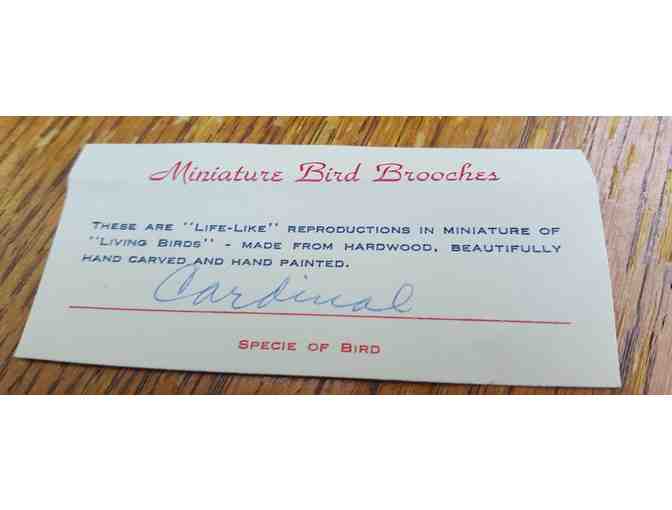 Miniature Bird Brooches
These are "Life-Like" reproductions in miniature of
"Living Birds" - made from hardwood, beautifully
hand carved and hand painted.
Cardinal
Specie of Bird